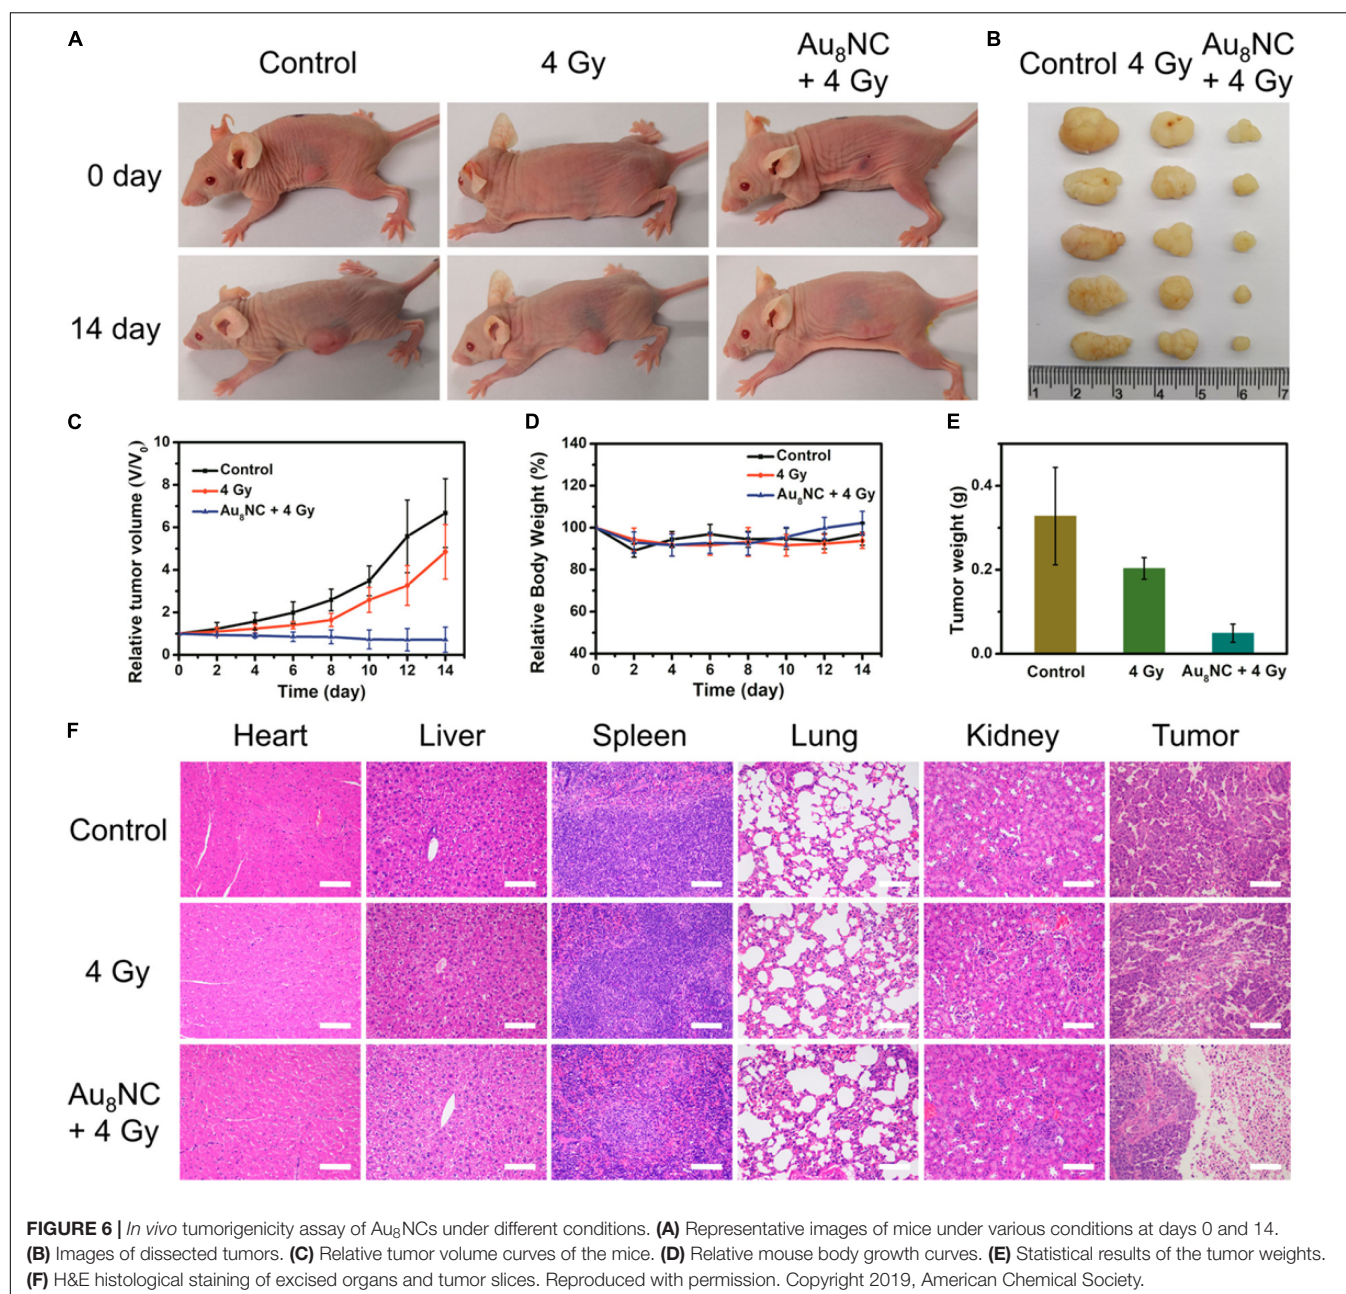 A
Control
4 Gy
Au₈NC
+ 4 Gy
0 day
14 day
B
Control 4 Gy Au₈NC
+ 4 Gy
1 2 3 4 5 6 7
C
Relative tumor volume (V/V₀)
10
8
6
4
2
0
Control
4 Gy
Au₈NC + 4 Gy
0 2 4 6 8 10 12 14
Time (day)
D
Relative Body Weight (%)
140
120
100
80
60
40
Control
4 Gy
Au₈NC + 4 Gy
0 2 4 6 8 10 12 14
Time (day)
E
Tumor weight (g)
0.4
0.2
0.0
Control 4 Gy Au₈NC + 4 Gy
F
Heart Liver Spleen Lung Kidney Tumor
Control
4 Gy
Au₈NC
+ 4 Gy
FIGURE 6 | In vivo tumorigenicity assay of Au₈NCs under different conditions. (A) Representative images of mice under various conditions at days 0 and 14.
(B) Images of dissected tumors. (C) Relative tumor volume curves of the mice. (D) Relative mouse body growth curves. (E) Statistical results of the tumor weights.
(F) H&E histological staining of excised organs and tumor slices. Reproduced with permission. Copyright 2019, American Chemical Society.